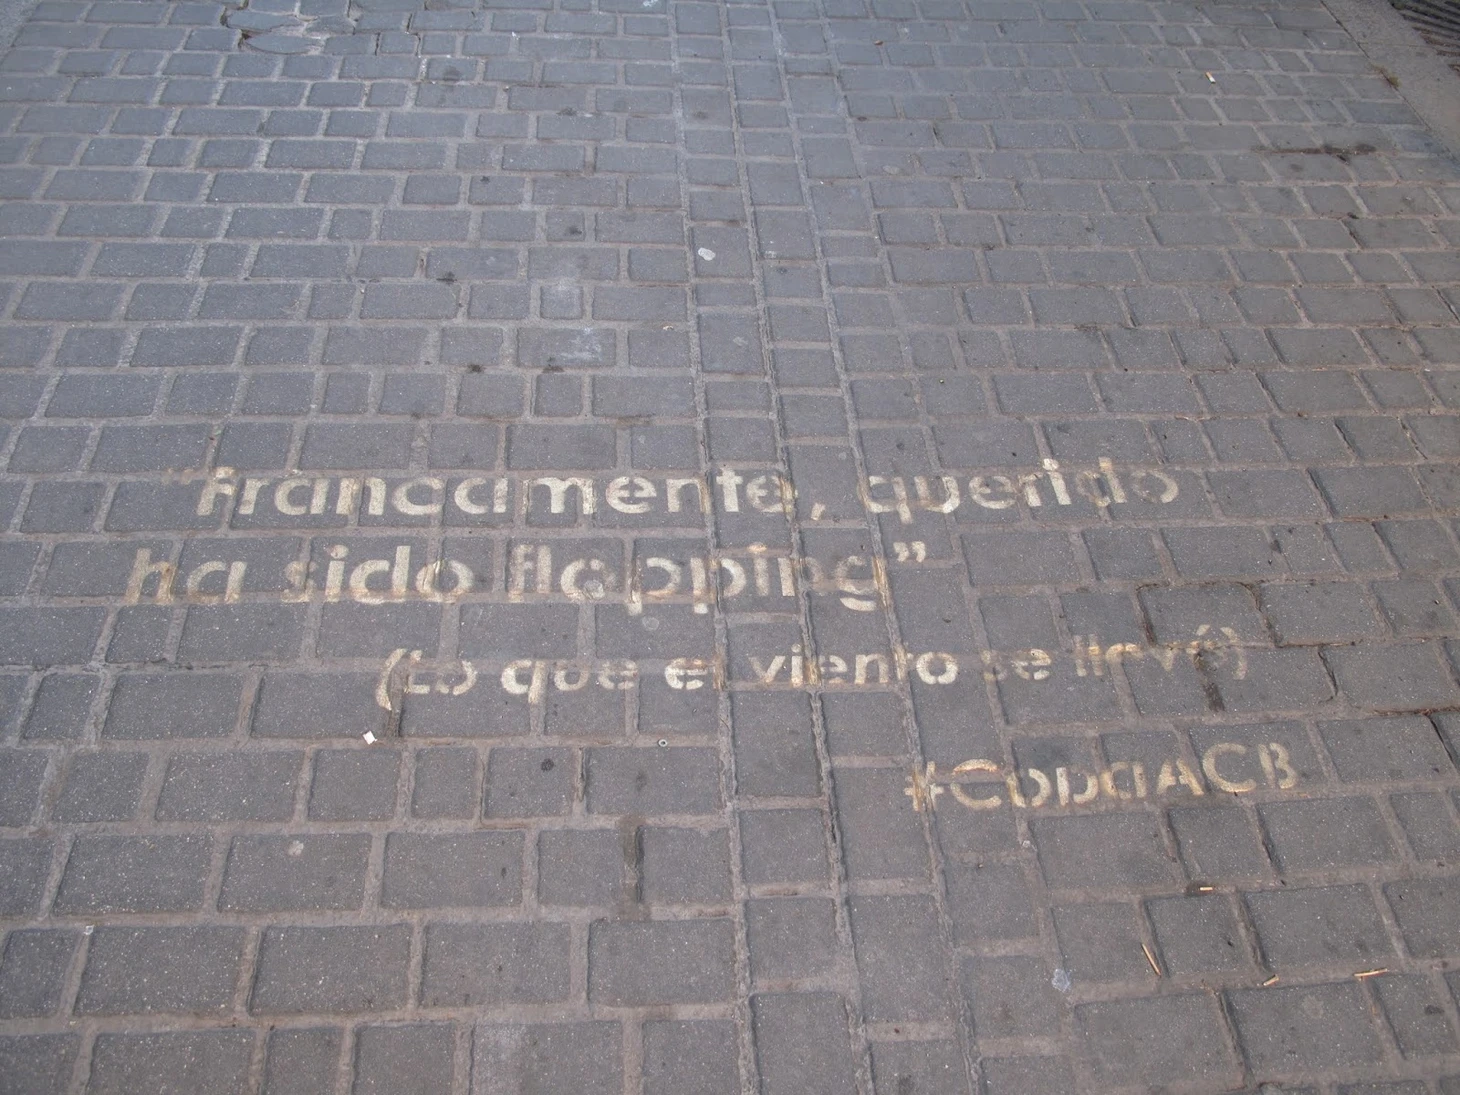 “francamente, querido
ha sido flopping”
(Lo que el viento se llevó)
#CopaACB